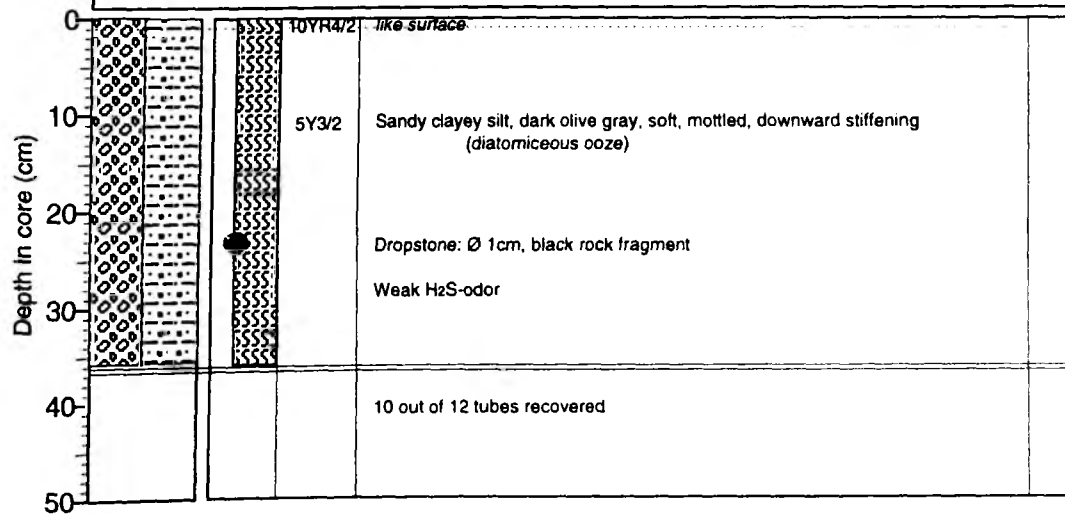 0
10YR4/2 like surface
10
5Y3/2 Sandy clayey silt, dark olive gray, soft, mottled, downward stiffening
(diatomiceous ooze)
Depth in core (cm)
20
Dropstone: Ø 1cm, black rock fragment
Weak H2S-odor
30
40
10 out of 12 tubes recovered
50